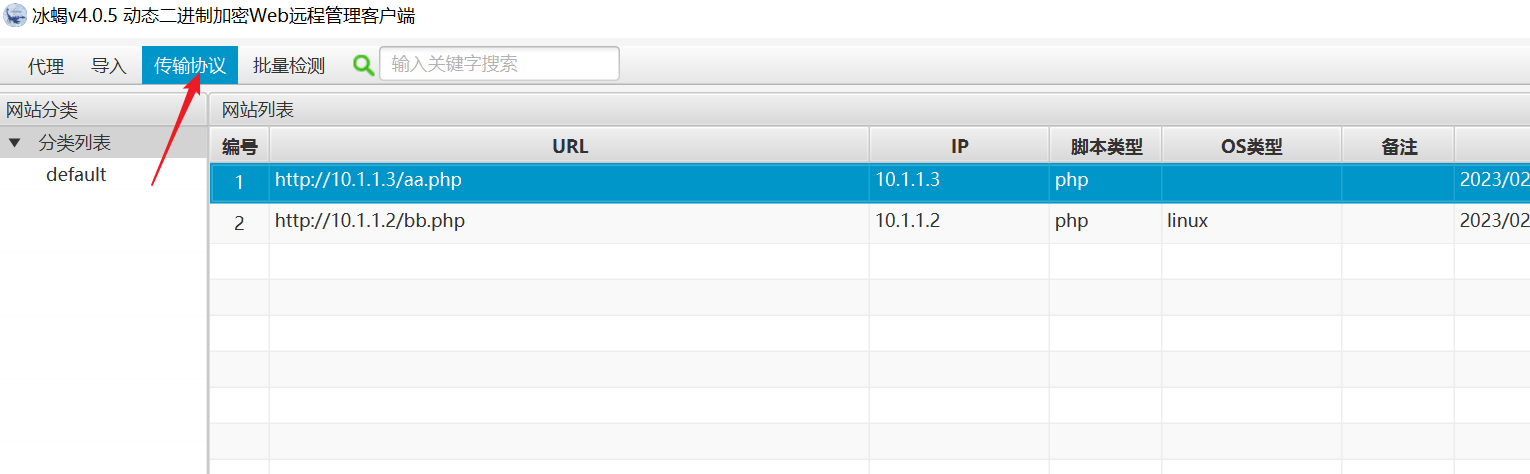 冰蝎v4.0.5 动态二进制加密Web远程管理客户端
代理 导入 传输协议 批量检测 输入关键字搜索
网站分类 网站列表
分类列表 编号 URL IP 脚本类型 OS类型 备注
default 1 http://10.1.1.3/aa.php 10.1.1.3 php 2023/02
2 http://10.1.1.2/bb.php 10.1.1.2 php linux 2023/02